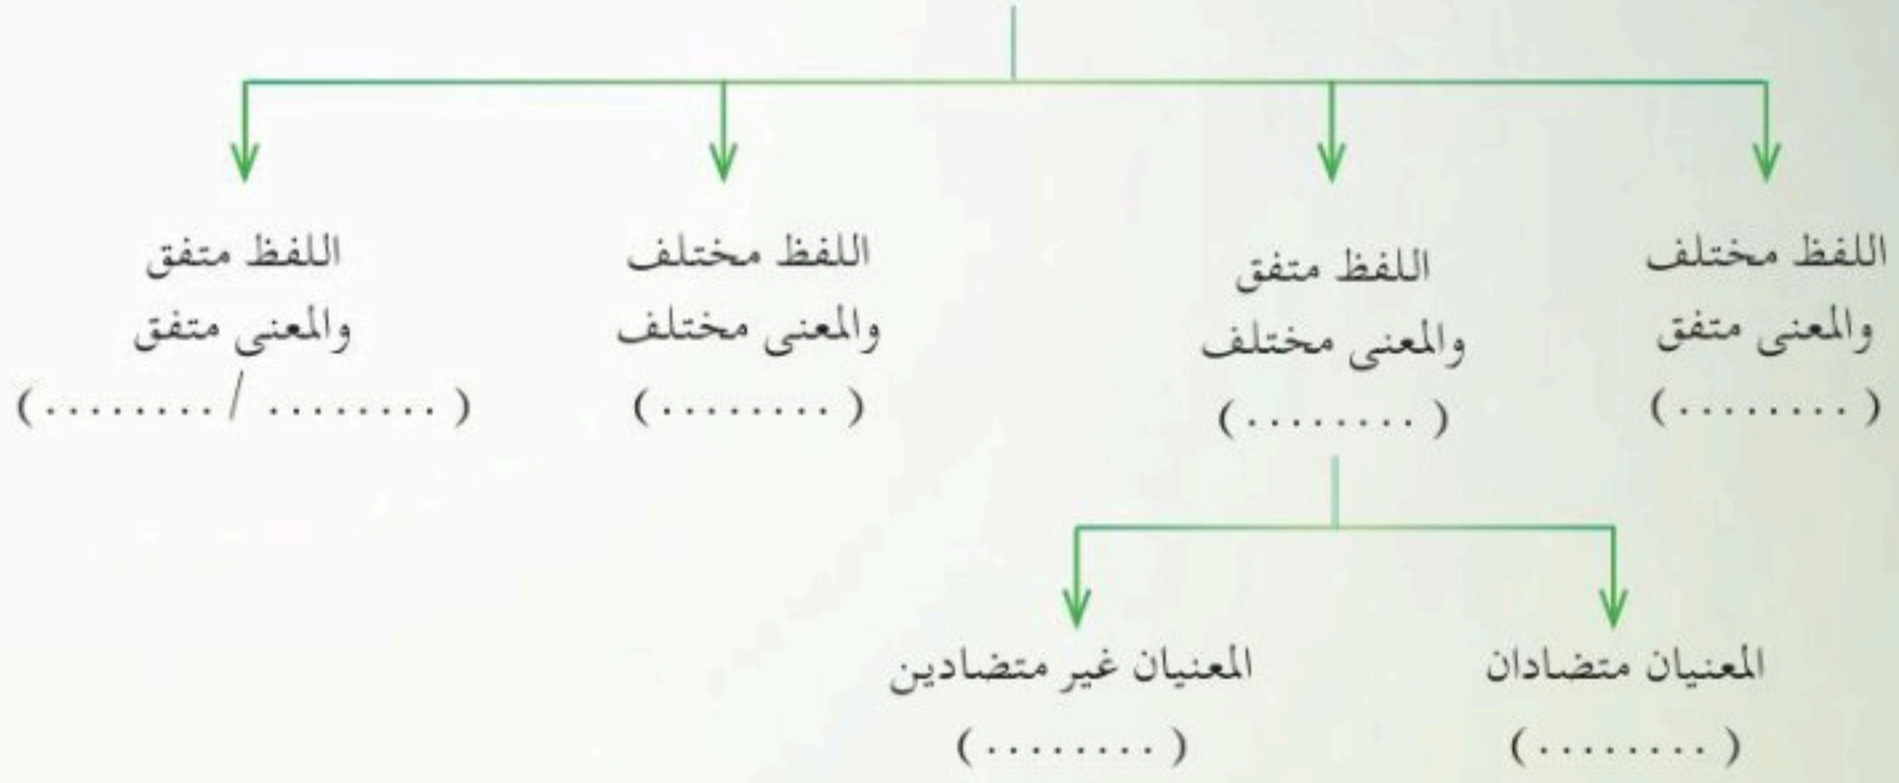 اللفظ مختلف
والمعنى متفق
( ........ )
اللفظ متفق
والمعنى مختلف
( ........ )
اللفظ مختلف
والمعنى مختلف
( ........ )
اللفظ متفق
والمعنى متفق
( ........ / ........ )
المعنيان متضادان
( ........ )
المعنيان غير متضادين
( ........ )